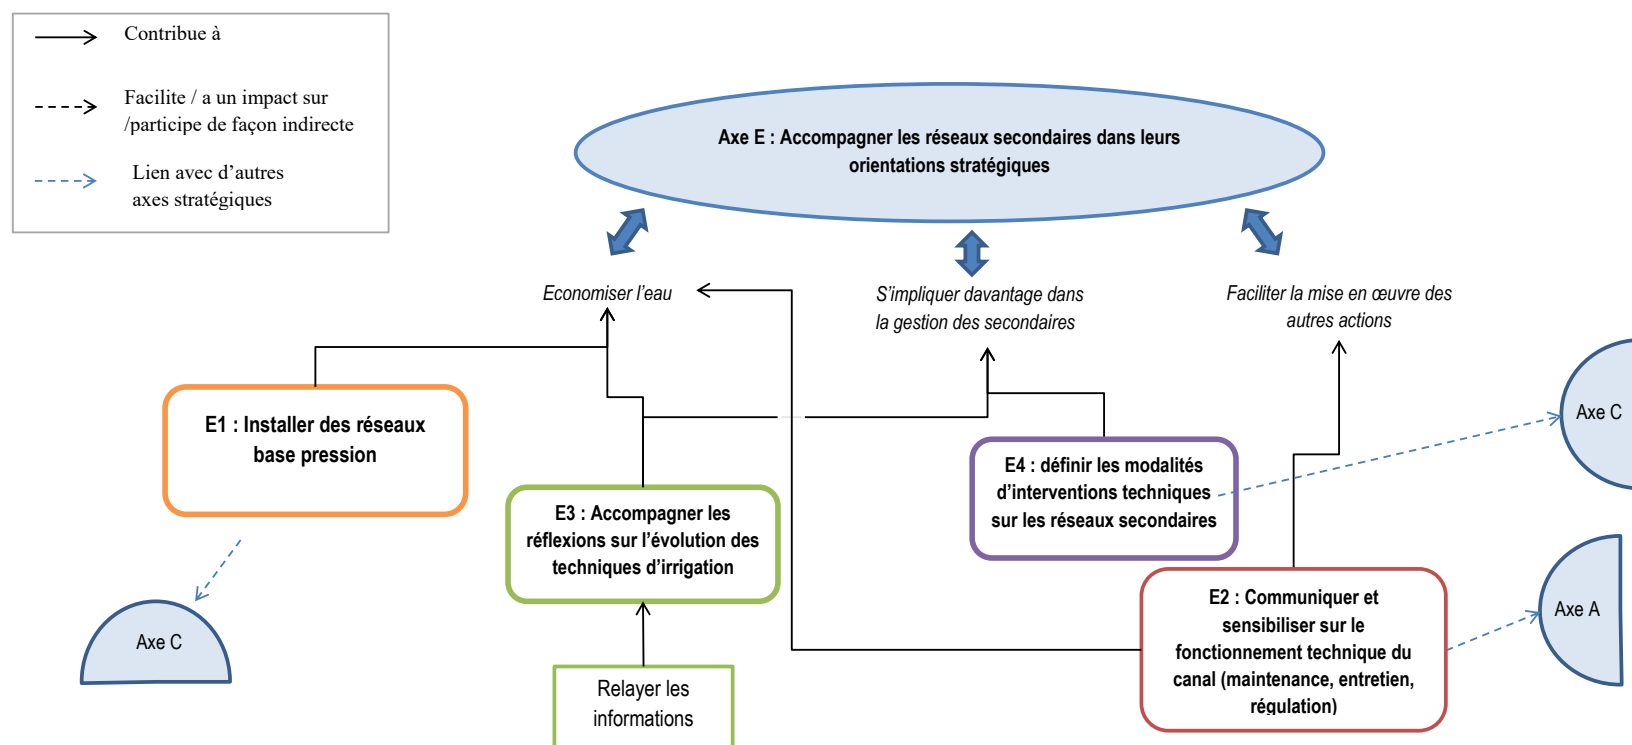 Contribue à
Facilite / a un impact sur
/participe de façon indirecte
Lien avec d'autres
axes stratégiques
Axe E : Accompagner les réseaux secondaires dans leurs
orientations stratégiques
Economiser l'eau
S'impliquer davantage dans
la gestion des secondaires
Faciliter la mise en œuvre des
autres actions
E1 : Installer des réseaux
base pression
E3 : Accompagner les
réflexions sur l'évolution des
techniques d'irrigation
E4 : définir les modalités
d'interventions techniques
sur les réseaux secondaires
Axe C
E2 : Communiquer et
sensibiliser sur le
fonctionnement technique du
canal (maintenance, entretien,
régulation)
Axe A
Axe C
Relayer les
informations